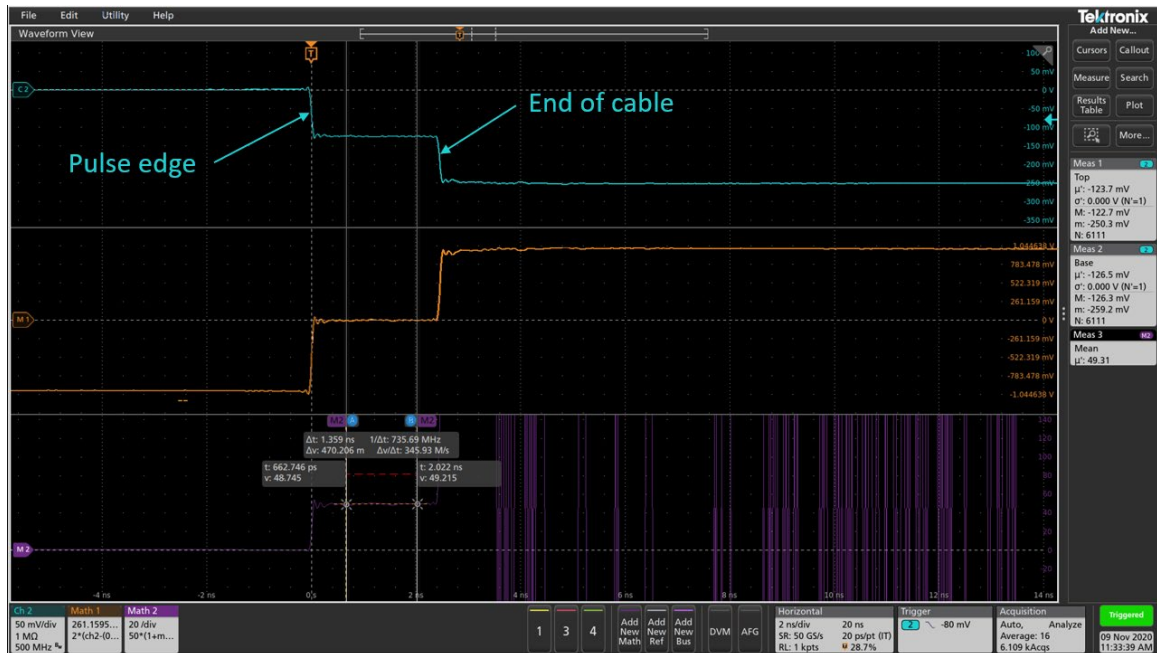 File Edit Utility Help
Tektronix
Waveform View
Add New...
Cursors Callout
Measure Search
Results Table Plot
More...
T
T
C 2
Pulse edge
End of cable
50 mV
0 V
-50 mV
-100 mV
-150 mV
-200 mV
-250 mV
-300 mV
-350 mV
Meas 1 2
Top
µ': -123.7 mV
σ': 0.000 V (N'=1)
M: -122.7 mV
m: -250.3 mV
N: 6111
Meas 2 2
Base
µ': -126.5 mV
σ': 0.000 V (N'=1)
M: -126.3 mV
m: -259.2 mV
N: 6111
Meas 3 M2
Mean
µ': 49.31
M 1
1.044638 V
783.478 mV
522.319 mV
261.159 mV
0 V
-261.159 mV
-522.319 mV
-783.478 mV
-1.044638 V
M2 A B M2
Δt: 1.359 ns 1/Δt: 735.69 MHz
Δv: 470.206 m Δv/Δt: 345.93 M/s
t: 662.746 ps
v: 48.745
t: 2.022 ns
v: 49.215
140
120
100
80
60
40
20
0
-20
M 2
-4 ns -2 ns 0 s 2 ns 4 ns 6 ns 8 ns 10 ns 12 ns 14 ns
Ch 2
50 mV/div
1 MΩ
500 MHz
Math 1
261.1595...
2*(ch2-(0...
Math 2
20 /div
50*(1+m...
1 3 4
Add New Math
Add New Ref
Add New Bus
DVM AFG
Horizontal
2 ns/div 20 ns
SR: 50 GS/s 20 ps/pt (IT)
RL: 1 kpts 28.7%
Trigger
2 -80 mV
Acquisition
Auto, Analyze
Average: 16
6.109 kAcqs
Triggered
09 Nov 2020
11:33:39 AM